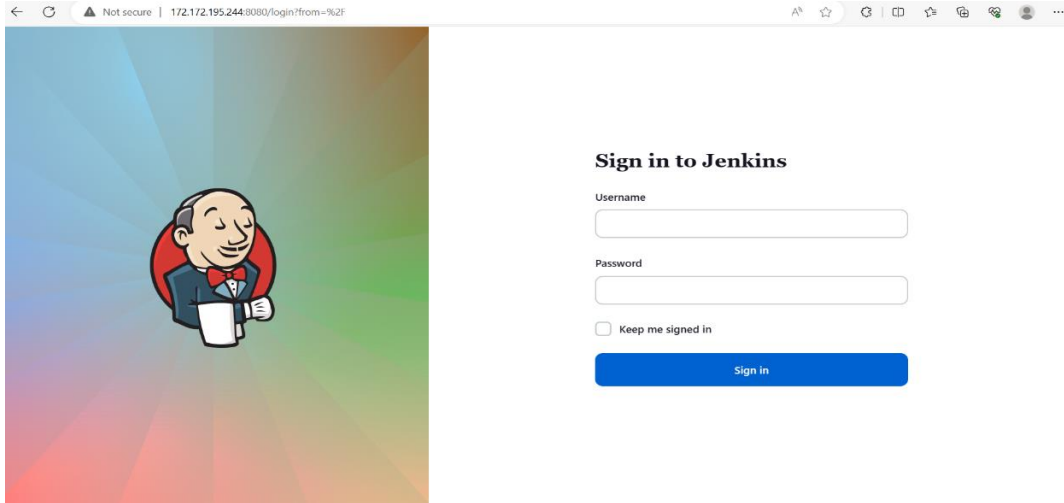 Not secure | 172.172.195.244:8080/login?from=%2F
Sign in to Jenkins
Username
Password
Keep me signed in
Sign in